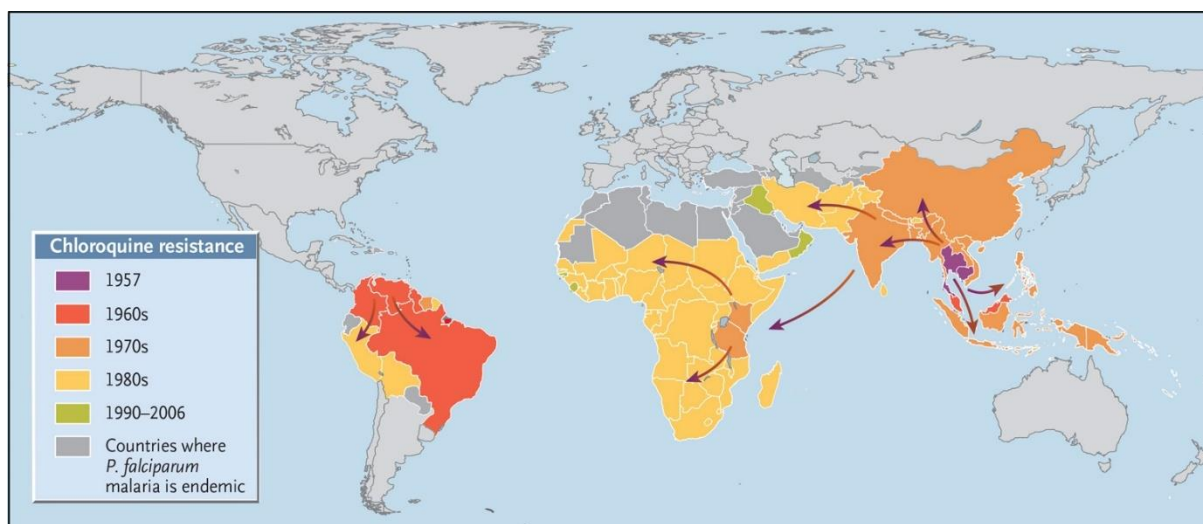 Chloroquine resistance
1957
1960s
1970s
1980s
1990–2006
Countries where
P. falciparum
malaria is endemic